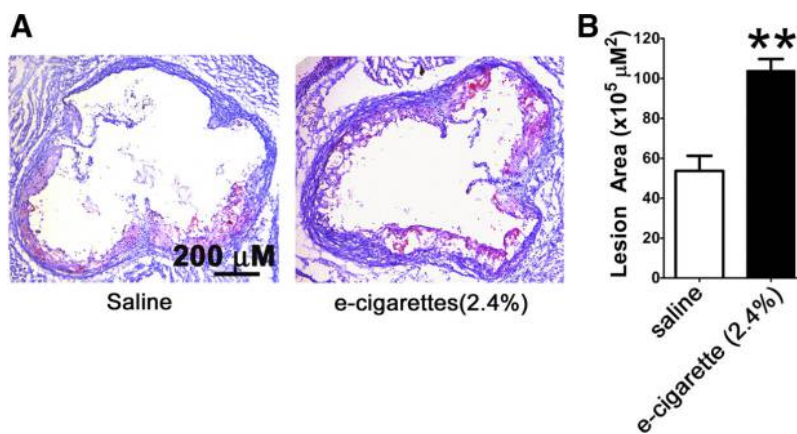 A
200 µM
Saline
e-cigarettes(2.4%)
B
**
Lesion Area (x10⁵ µM²)
120
100
80
60
40
20
0
saline
e-cigarette (2.4%)